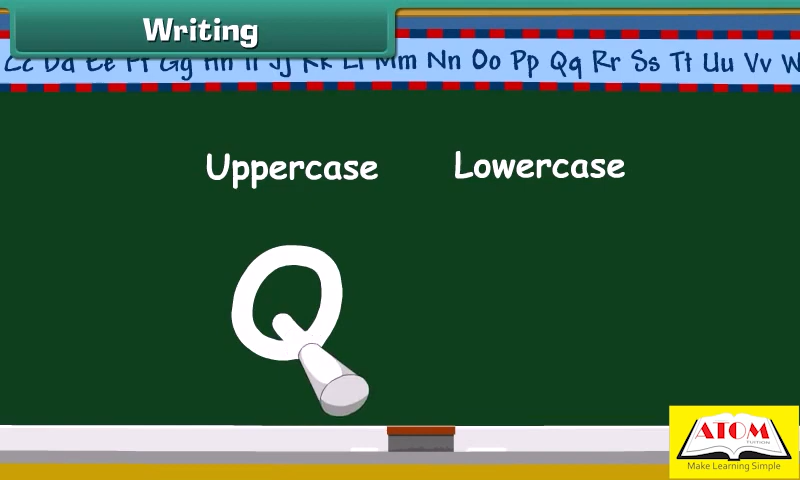 Writing
Cc Dd Ee Ff Gg Hh Ii Jj Kk Ll Mm Nn Oo Pp Qq Rr Ss Tt Uu Vv W
Uppercase Lowercase
Q
ATOM
TUITION
Make Learning Simple